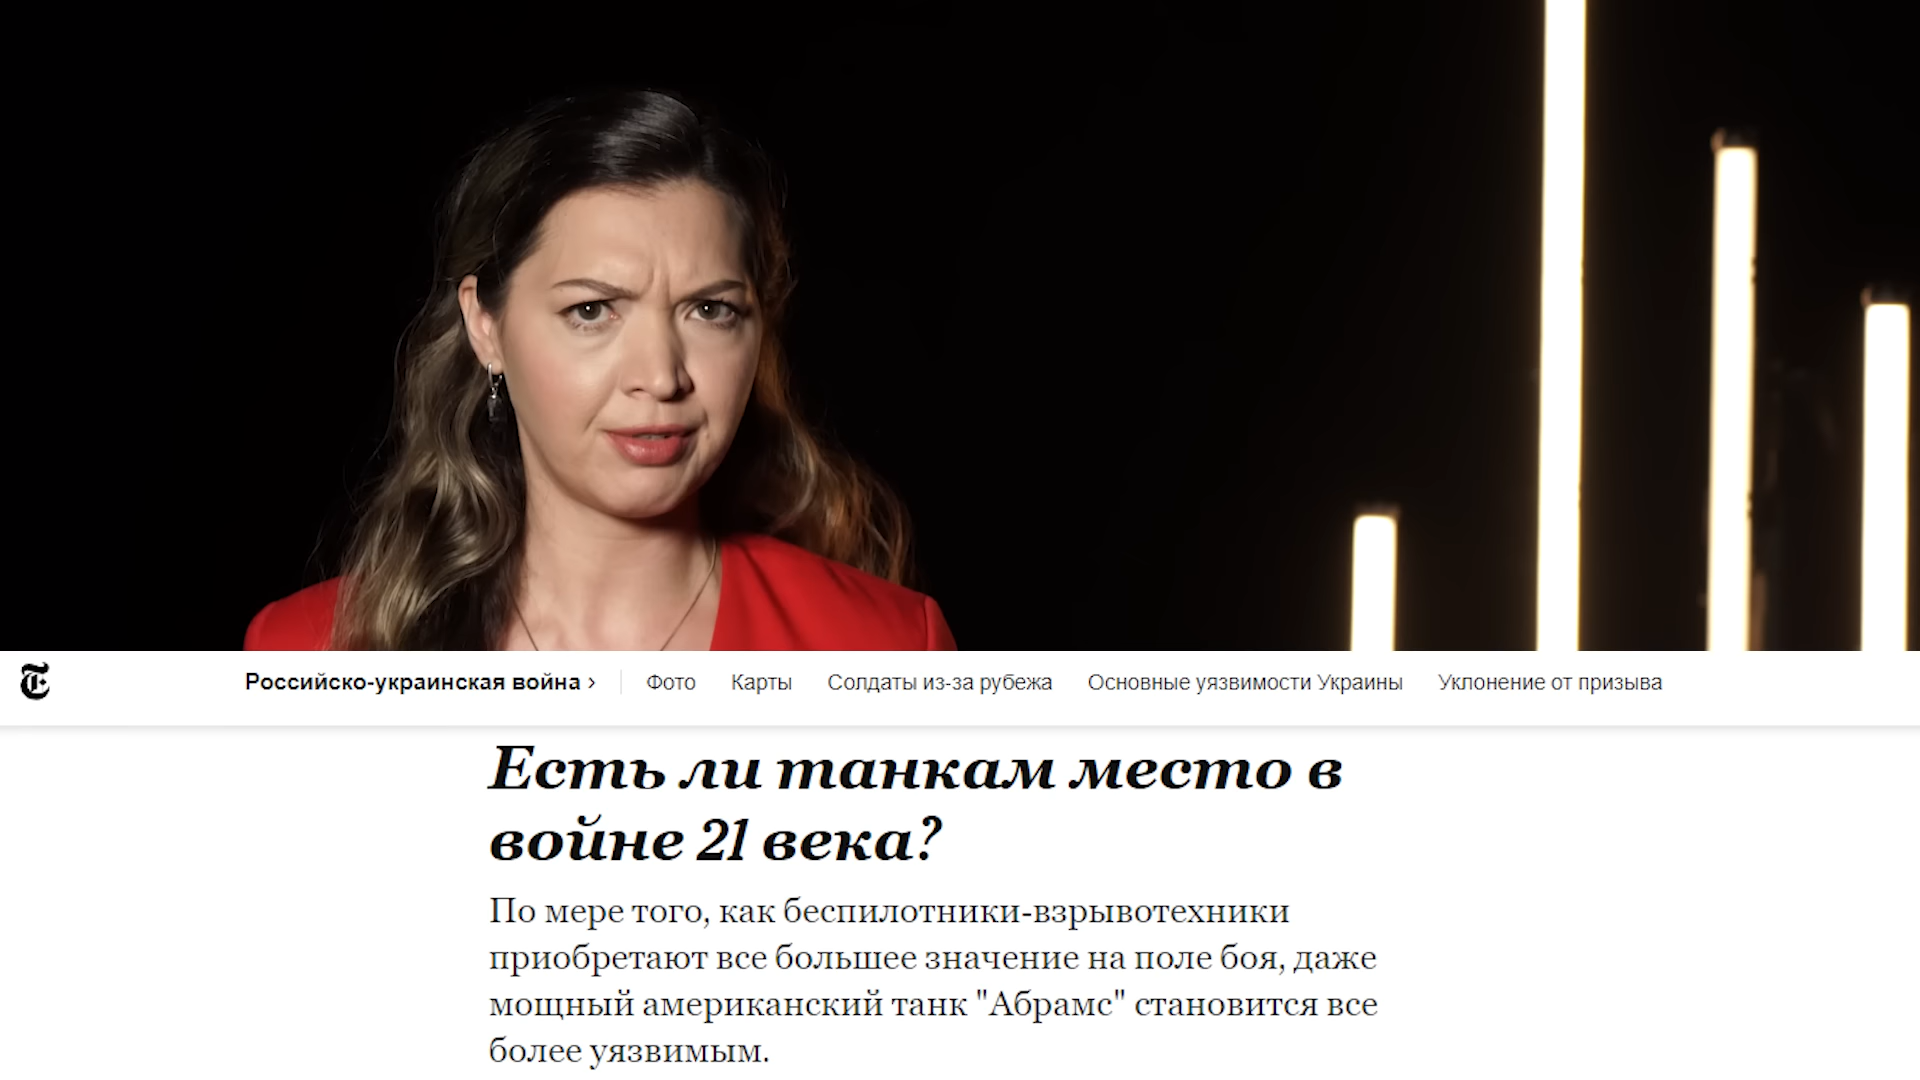 Российско-украинская война › Фото Карты Солдаты из-за рубежа Основные уязвимости Украины Уклонение от призыва
Есть ли танкам место в
войне 21 века?
По мере того, как беспилотники-взрывотехники
приобретают все большее значение на поле боя, даже
мощный американский танк "Абрамс" становится все
более уязвимым.